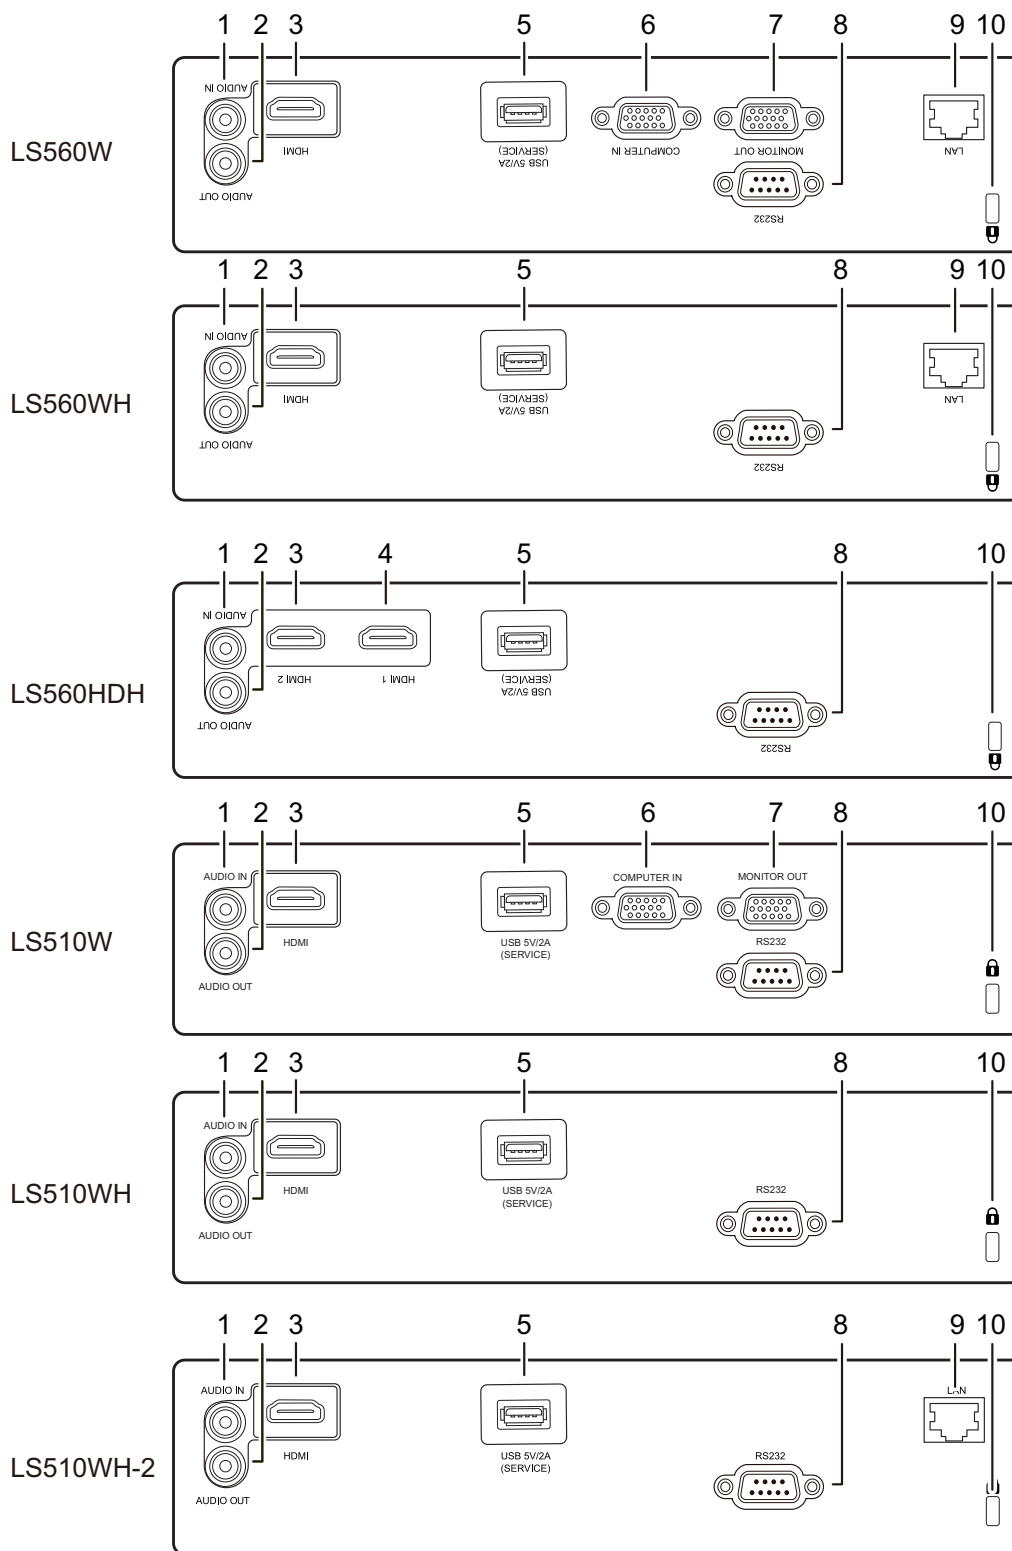 1 2 3 5 6 7 8 9 10
LS560W
AUDIO IN
HDMI
AUDIO OUT
USB 5V/2A
(SERVICE)
COMPUTER IN
MONITOR OUT
RS232
LAN
1 2 3 5 8 9 10
LS560WH
AUDIO IN
HDMI
AUDIO OUT
USB 5V/2A
(SERVICE)
RS232
LAN
1 2 3 4 5 8 10
LS560HDH
AUDIO IN
HDMI 2
HDMI 1
AUDIO OUT
USB 5V/2A
(SERVICE)
RS232
1 2 3 5 6 7 8 10
LS510W
AUDIO IN
HDMI
AUDIO OUT
USB 5V/2A
(SERVICE)
COMPUTER IN
MONITOR OUT
RS232
1 2 3 5 8 10
LS510WH
AUDIO IN
HDMI
AUDIO OUT
USB 5V/2A
(SERVICE)
RS232
1 2 3 5 8 9 10
LS510WH-2
AUDIO IN
HDMI
AUDIO OUT
USB 5V/2A
(SERVICE)
RS232
LAN